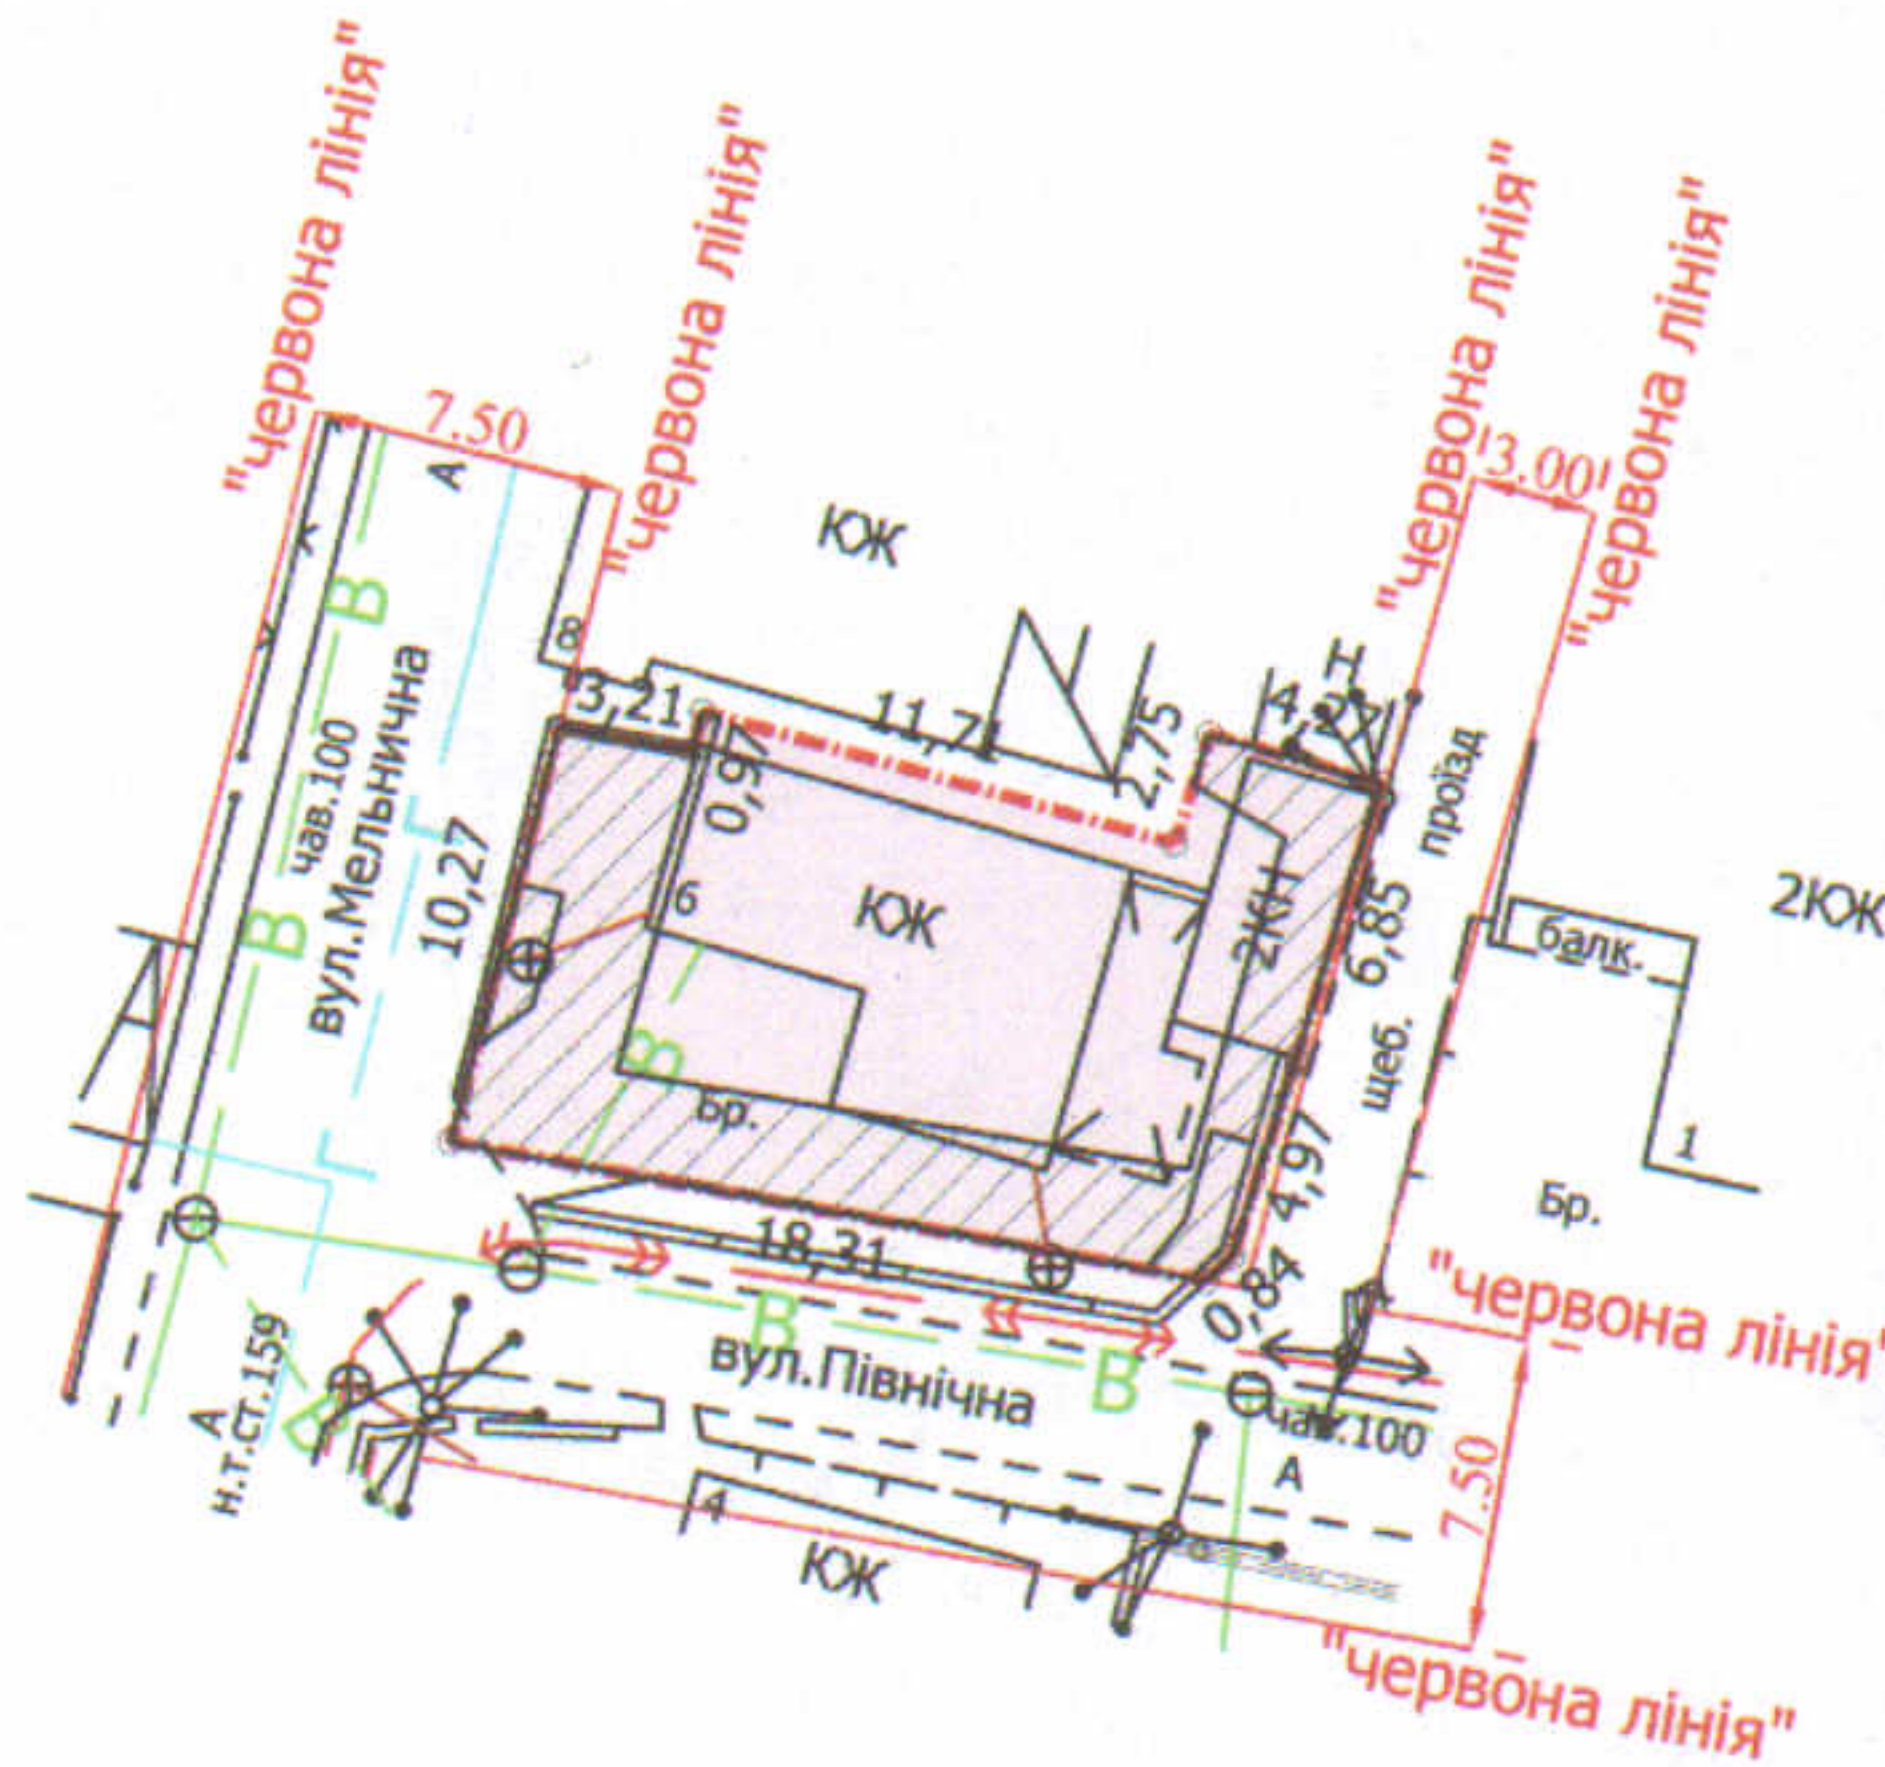 "червона лінія"
"червона лінія"
"червона лінія"
"червона лінія"
7.50
3.00
А
КЖ
8
3,21
11,71
2,75
4,27
Н
В
вул.Мельнична
чав.100
0,97
проїзд
10,27
В
6
КЖ
2КН
6,85
2КЖ
балк.
щеб.
В
Г
Г
Бр.
4,97
1
Бр.
18,31
0,84
"червона лінія"
В
вул.Північна
В
А
н.т.ст.159
В
чав.100
А
7.50
4
КЖ
"червона лінія"